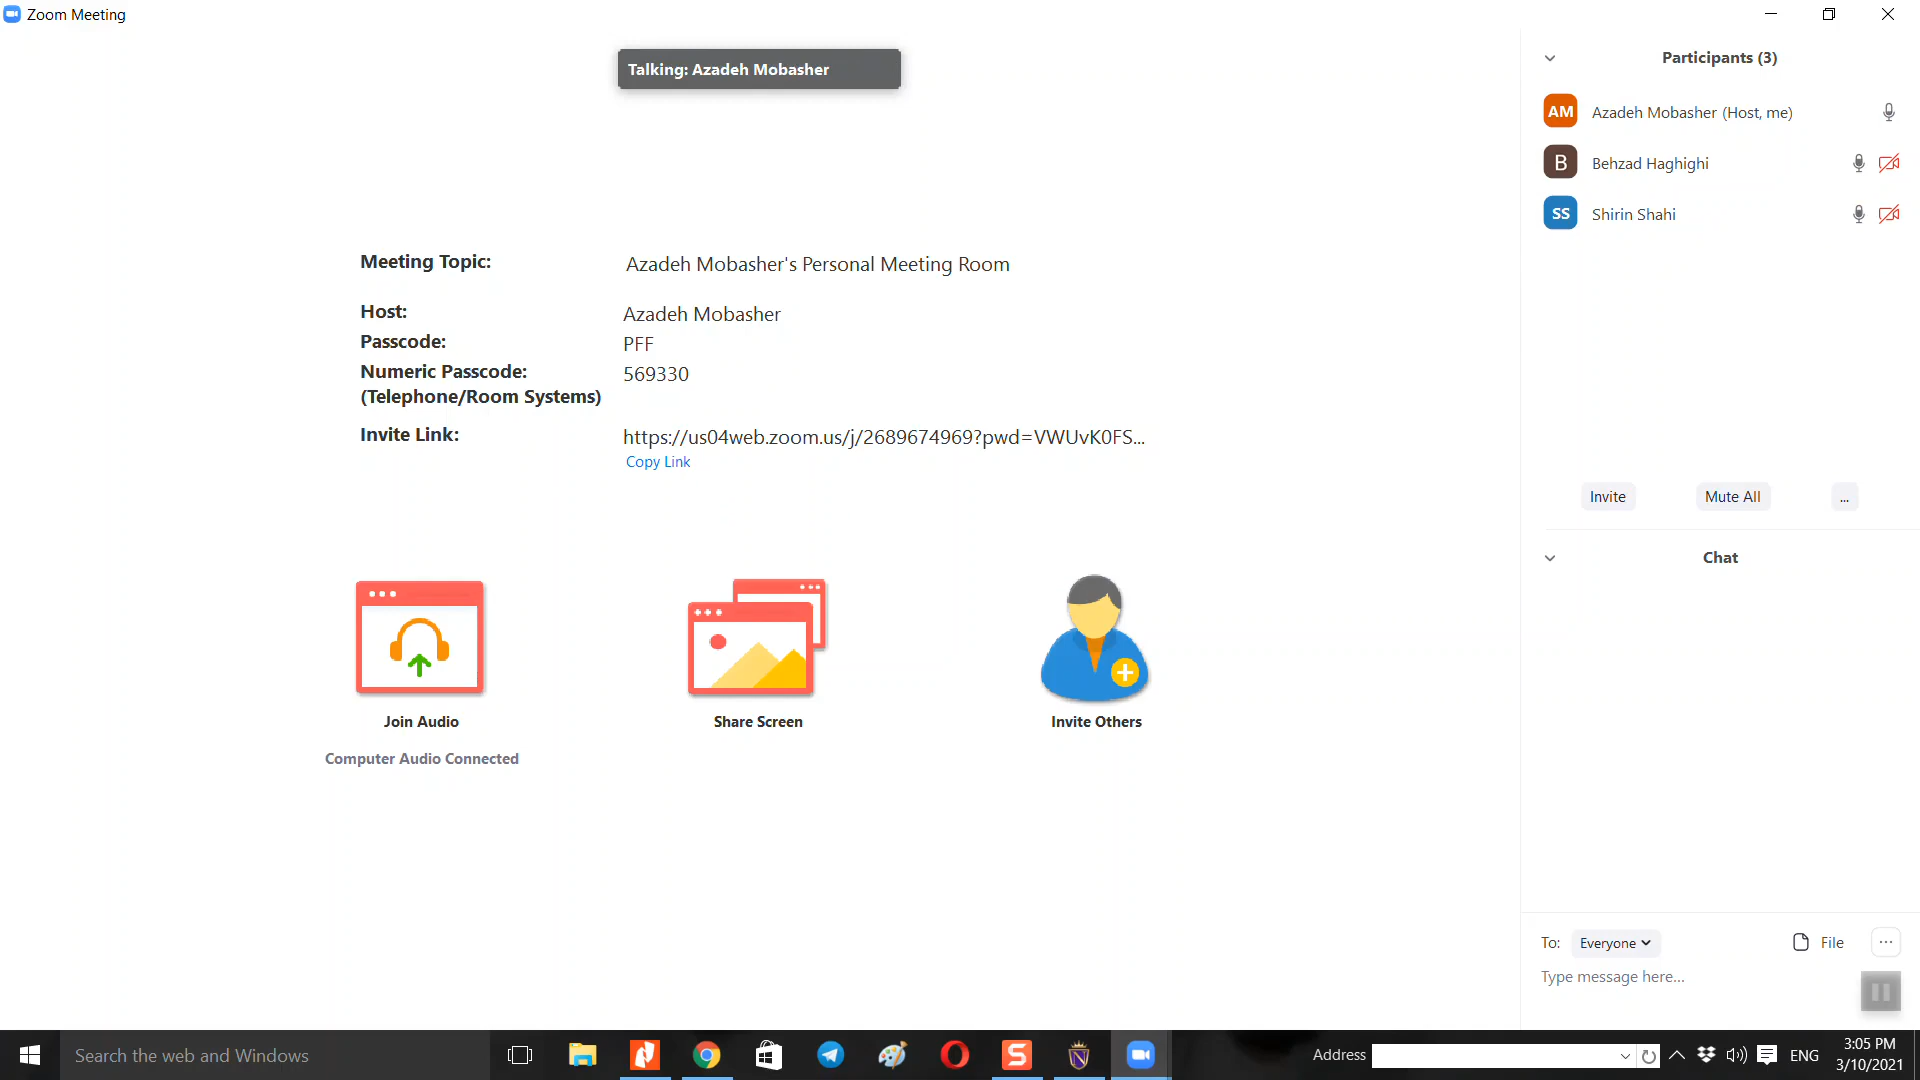 Zoom Meeting
Talking: Azadeh Mobasher
Participants (3)
AM Azadeh Mobasher (Host, me)
B Behzad Haghighi
SS Shirin Shahi
Meeting Topic: Azadeh Mobasher's Personal Meeting Room
Host: Azadeh Mobasher
Passcode: PFF
Numeric Passcode: 569330
(Telephone/Room Systems)
Invite Link: https://us04web.zoom.us/j/2689674969?pwd=VWUvK0FS...
Copy Link
Invite Mute All ...
Chat
Join Audio Share Screen Invite Others
Computer Audio Connected
To: Everyone File ...
Type message here...
Search the web and Windows
S
N
Address
ENG
3:05 PM
3/10/2021